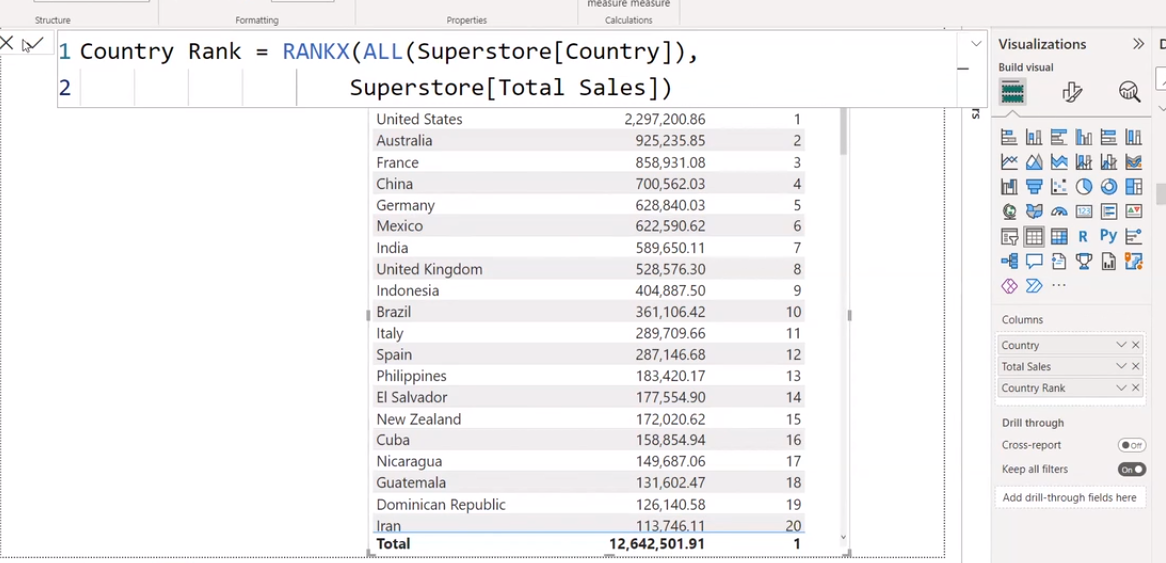 measure measure
Structure
Formatting
Properties
Calculations
1 Country Rank = RANKX(ALL(Superstore[Country]),
2 Superstore[Total Sales])
United States 2,297,200.86 1
Australia 925,235.85 2
France 858,931.08 3
China 700,562.03 4
Germany 628,840.03 5
Mexico 622,590.62 6
India 589,650.11 7
United Kingdom 528,576.30 8
Indonesia 404,887.50 9
Brazil 361,106.42 10
Italy 289,709.66 11
Spain 287,146.68 12
Philippines 183,420.17 13
El Salvador 177,554.90 14
New Zealand 172,020.62 15
Cuba 158,854.94 16
Nicaragua 149,687.06 17
Guatemala 131,602.47 18
Dominican Republic 126,140.58 19
Iran 113,746.11 20
Total 12,642,501.91 1
Visualizations
Build visual
R Py
Columns
Country
Total Sales
Country Rank
Drill through
Cross-report Off
Keep all filters On
Add drill-through fields here